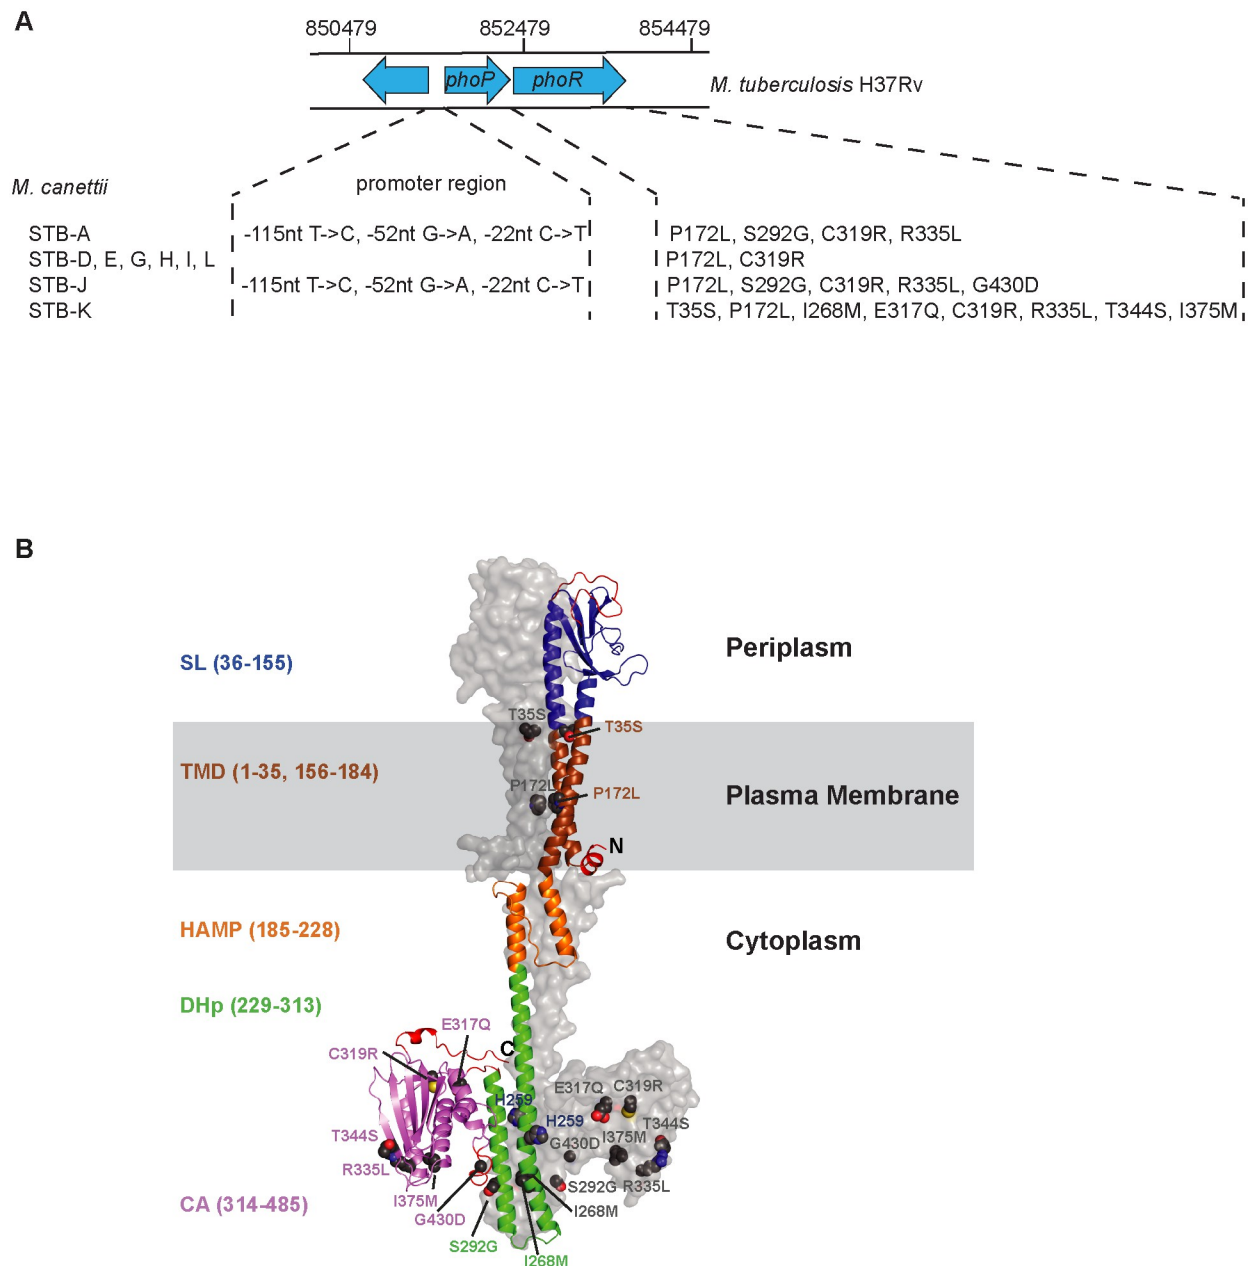 A
850479 852479 854479
phoP phoR
M. tuberculosis H37Rv
M. canettii
promoter region
STB-A -115nt T->C, -52nt G->A, -22nt C->T P172L, S292G, C319R, R335L
STB-D, E, G, H, I, L P172L, C319R
STB-J -115nt T->C, -52nt G->A, -22nt C->T P172L, S292G, C319R, R335L, G430D
STB-K T35S, P172L, I268M, E317Q, C319R, R335L, T344S, I375M
B
Periplasm
SL (36-155)
T35S T35S
TMD (1-35, 156-184)
P172L P172L
Plasma Membrane
N
HAMP (185-228)
Cytoplasm
DHp (229-313)
E317Q
C319R
C
E317Q C319R
H259
H259 T344S
T344S G430D I375M
R335L
S292G R335L
I375M
CA (314-485)
G430D I268M
S292G
I268M